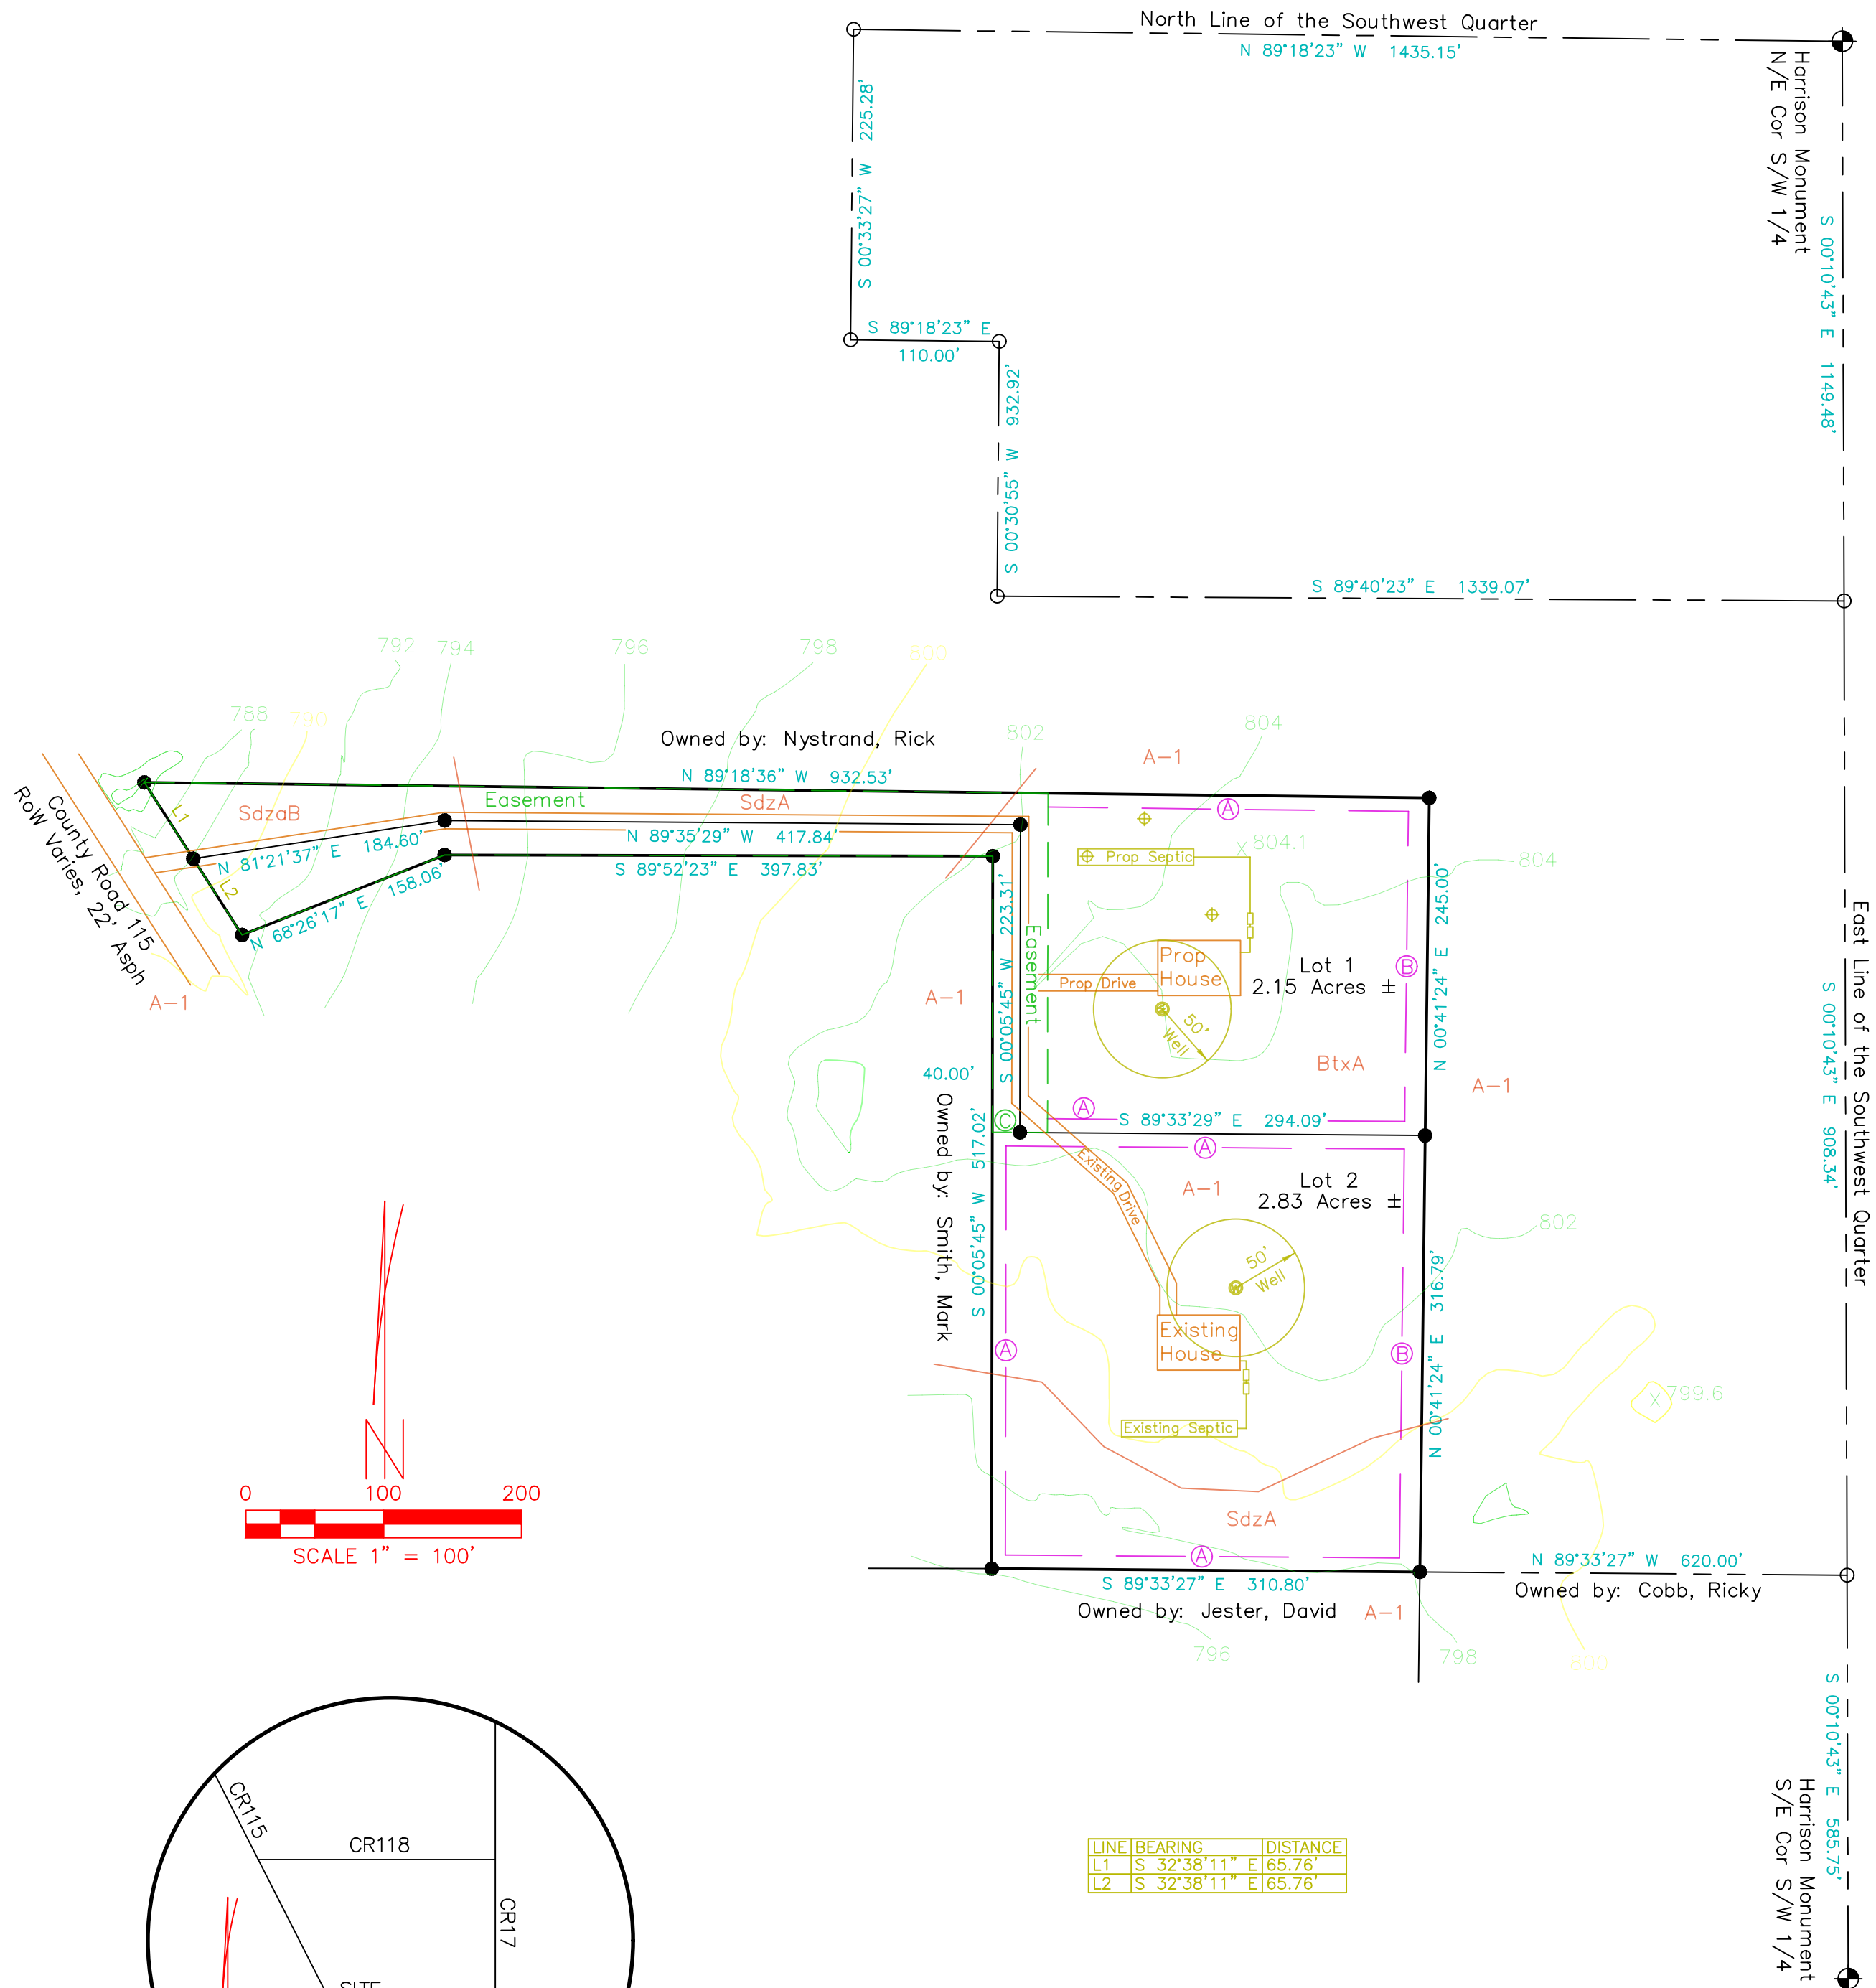 North Line of the Southwest Quarter
N 89°18'23" W 1435.15'
Harrison Monument
N/E Cor S/W 1/4
S 00°10'43" E 1149.48'
S 00°33'27" W 225.28'
S 89°18'23" E
110.00'
S 00°30'55" W 932.92'
S 89°40'23" E 1339.07'
792
794
796
798
800
788
790
802
804
Owned by: Nystrand, Rick
A-1
N 89°18'36" W 932.53'
Easement
SdzA
SdzaB
L1
A
804.1
804
N 89°35'29" W 417.84'
N 81°21'37" E 184.60'
S 89°52'23" E 397.83'
L2
N 68°26'17" E 158.06'
County Road 115
RoW Varies, 22' Asph
A-1
Prop Septic
N 00°41'24" E 245.00'
East Line of the Southwest Quarter
S 00°10'43" E 908.34'
S 00°05'45" W 223.31'
Easement
Prop
House
Prop Drive
50'
Well
Lot 1
2.15 Acres ±
B
A-1
BtxA
A-1
40.00'
C
A
S 89°33'29" E 294.09'
A
Owned by: Smith, Mark
S 00°05'45" W 517.02'
Existing Drive
A-1
Lot 2
2.83 Acres ±
802
50'
Well
W
N 00°41'24" E 316.79'
Existing
House
A
B
799.6
Existing Septic
0 100 200
SCALE 1" = 100'
N
SdzA
A
N 89°33'27" W 620.00'
Owned by: Cobb, Ricky
S 89°33'27" E 310.80'
Owned by: Jester, David
A-1
796
798
800
S 00°10'43" E 585.75'
Harrison Monument
S/E Cor S/W 1/4
CR115
CR118
CR17
SITE
LINE BEARING DISTANCE
L1 S 32°38'11" E 65.76'
L2 S 32°38'11" E 65.76'